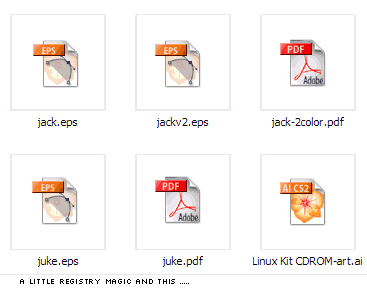 EPS
EPS
PDF
Adobe
jack.eps
jackv2.eps
jack-2color.pdf
EPS
PDF
Adobe
AI CS2
juke.eps
juke.pdf
Linux Kit CDROM-art.ai
A LITTLE REGISTRY MAGIC AND THIS .....